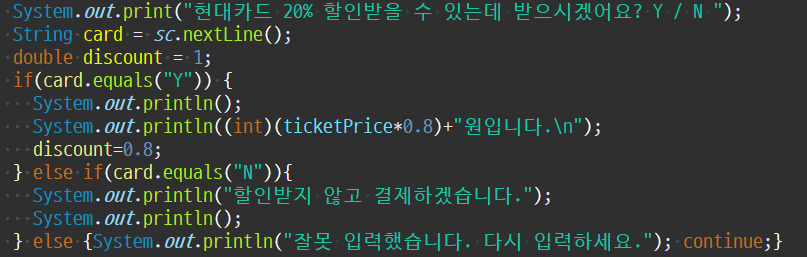 System.out.print("현대카드 20% 할인받을 수 있는데 받으시겠어요? Y / N ");
String card = sc.nextLine();
double discount = 1;
if(card.equals("Y")) {
System.out.println();
System.out.println((int)(ticketPrice*0.8)+"원입니다.\n");
discount=0.8;
} else if(card.equals("N")){
System.out.println("할인받지 않고 결제하겠습니다.");
System.out.println();
} else {System.out.println("잘못 입력했습니다. 다시 입력하세요."); continue;}